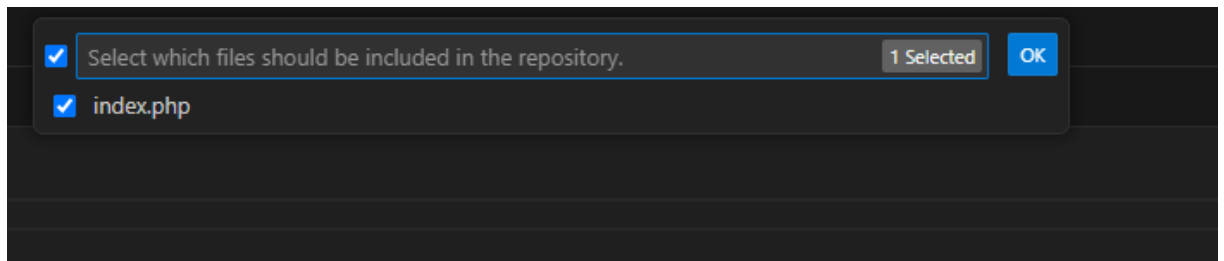 Select which files should be included in the repository. 1 Selected OK
index.php